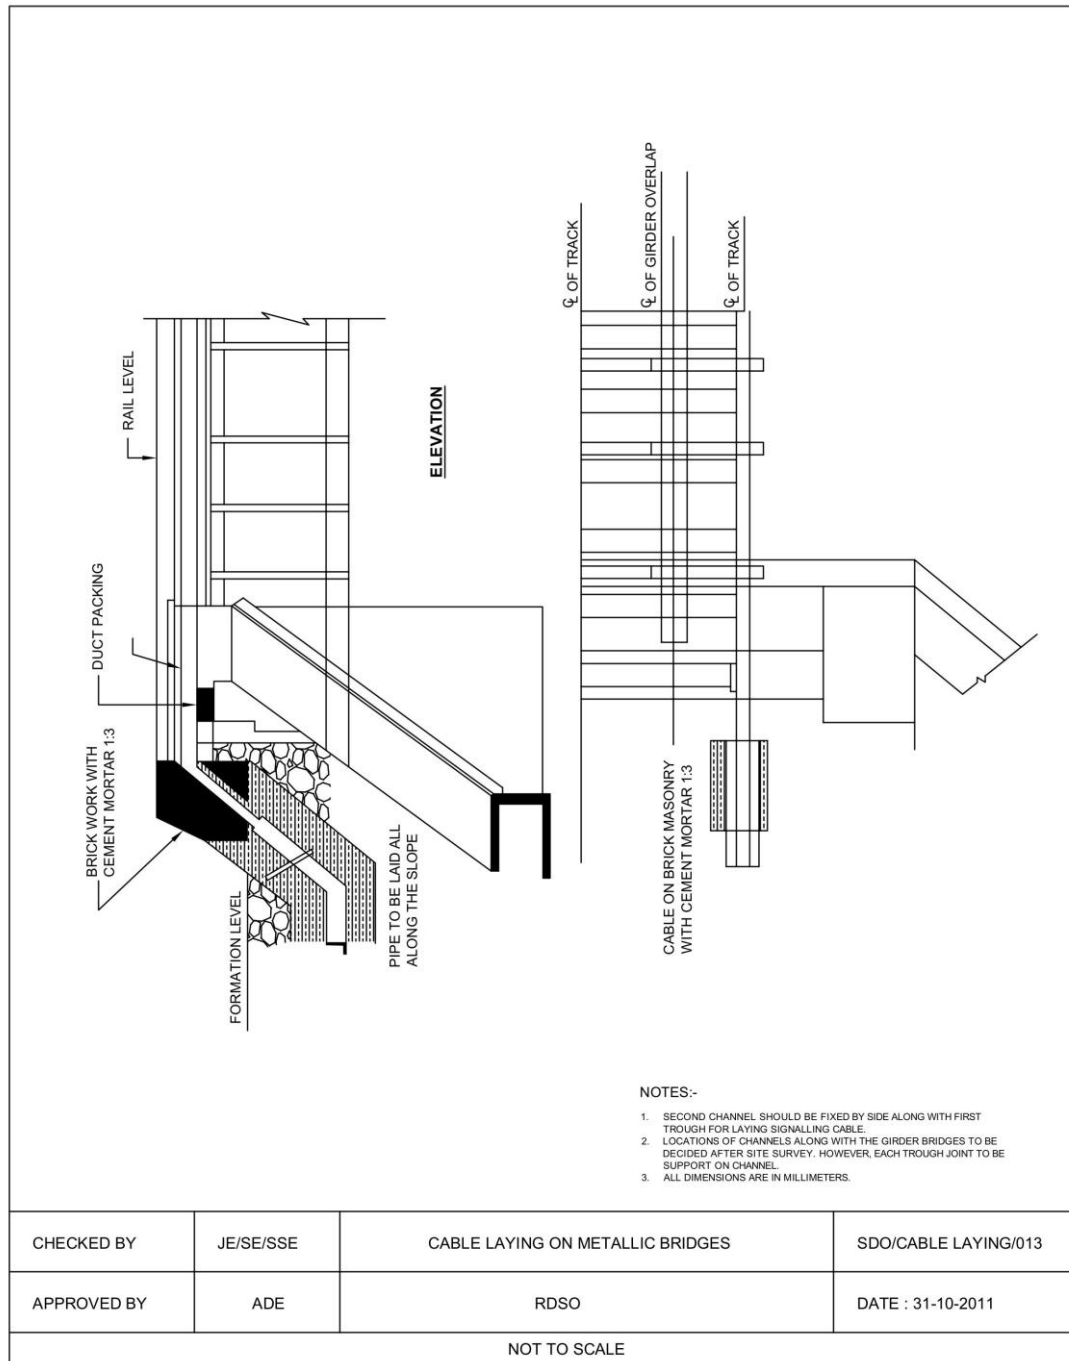 RAIL LEVEL
DUCT PACKING
BRICK WORK WITH
CEMENT MORTAR 1:3
FORMATION LEVEL
PIPE TO BE LAID ALL
ALONG THE SLOPE
ELEVATION
℄ OF TRACK
℄ OF GIRDER OVERLAP
℄ OF TRACK
CABLE ON BRICK MASONRY
WITH CEMENT MORTAR 1:3
NOTES:-
1. SECOND CHANNEL SHOULD BE FIXED BY SIDE ALONG WITH FIRST
TROUGH FOR LAYING SIGNALLING CABLE.
2. LOCATIONS OF CHANNELS ALONG WITH THE GIRDER BRIDGES TO BE
DECIDED AFTER SITE SURVEY. HOWEVER, EACH TROUGH JOINT TO BE
SUPPORT ON CHANNEL.
3. ALL DIMENSIONS ARE IN MILLIMETERS.
CHECKED BY JE/SE/SSE CABLE LAYING ON METALLIC BRIDGES SDO/CABLE LAYING/013
APPROVED BY ADE RDSO DATE : 31-10-2011
NOT TO SCALE